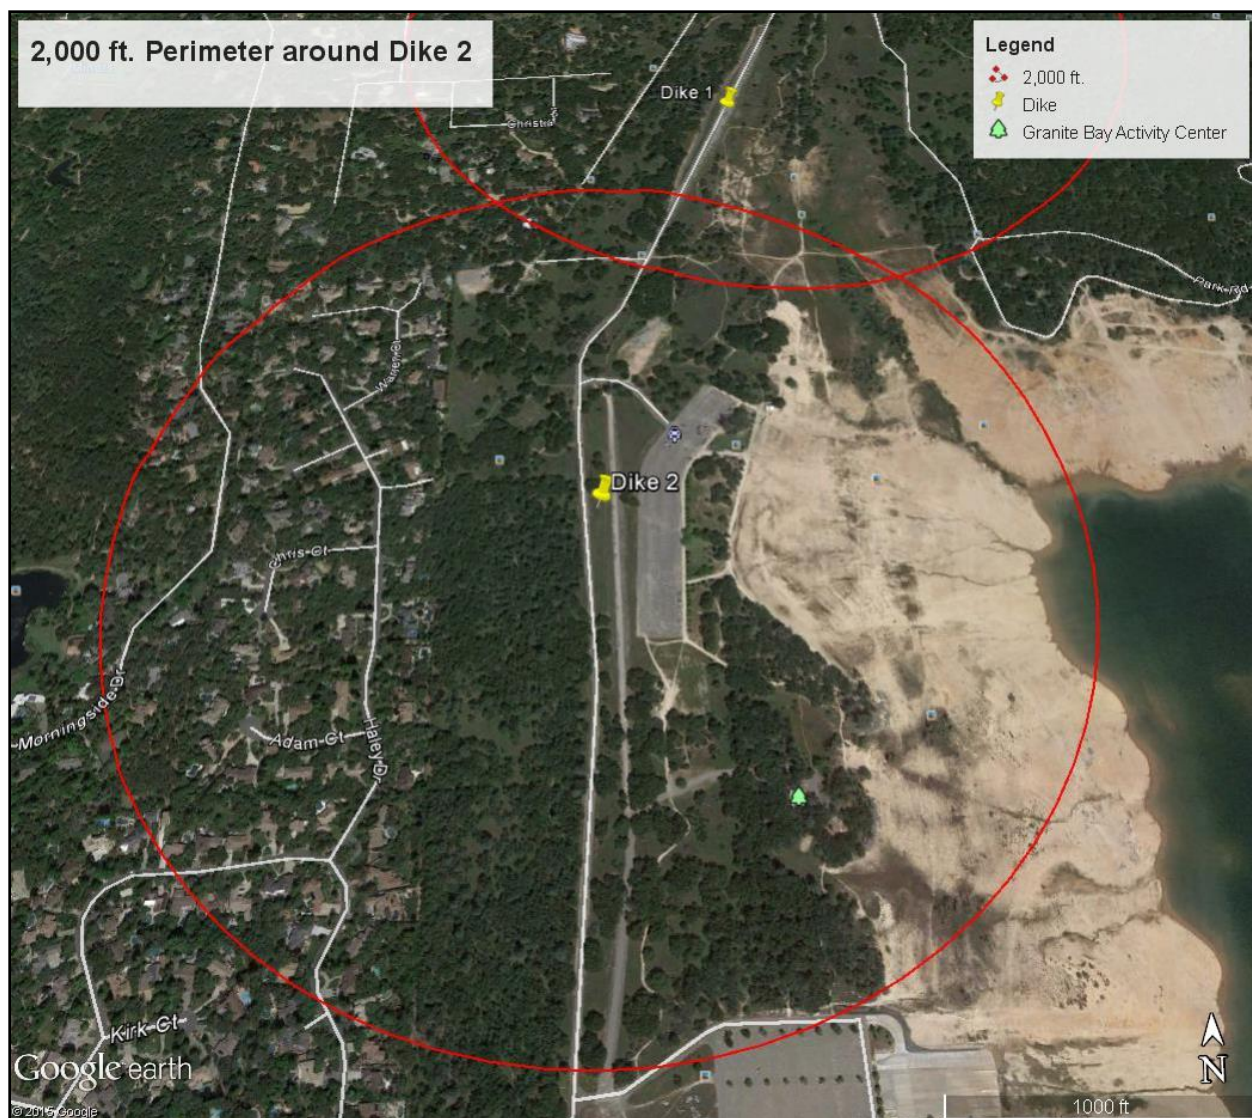 2,000 ft. Perimeter around Dike 2
Legend
2,000 ft.
Dike
Granite Bay Activity Center
Dike 1
Park Rd
Dike 2
Chris Ct
Morningside Dr
Adam Ct
Haley Dr
Kirk Ct
Google earth
N
© 2015 Google
1000 ft